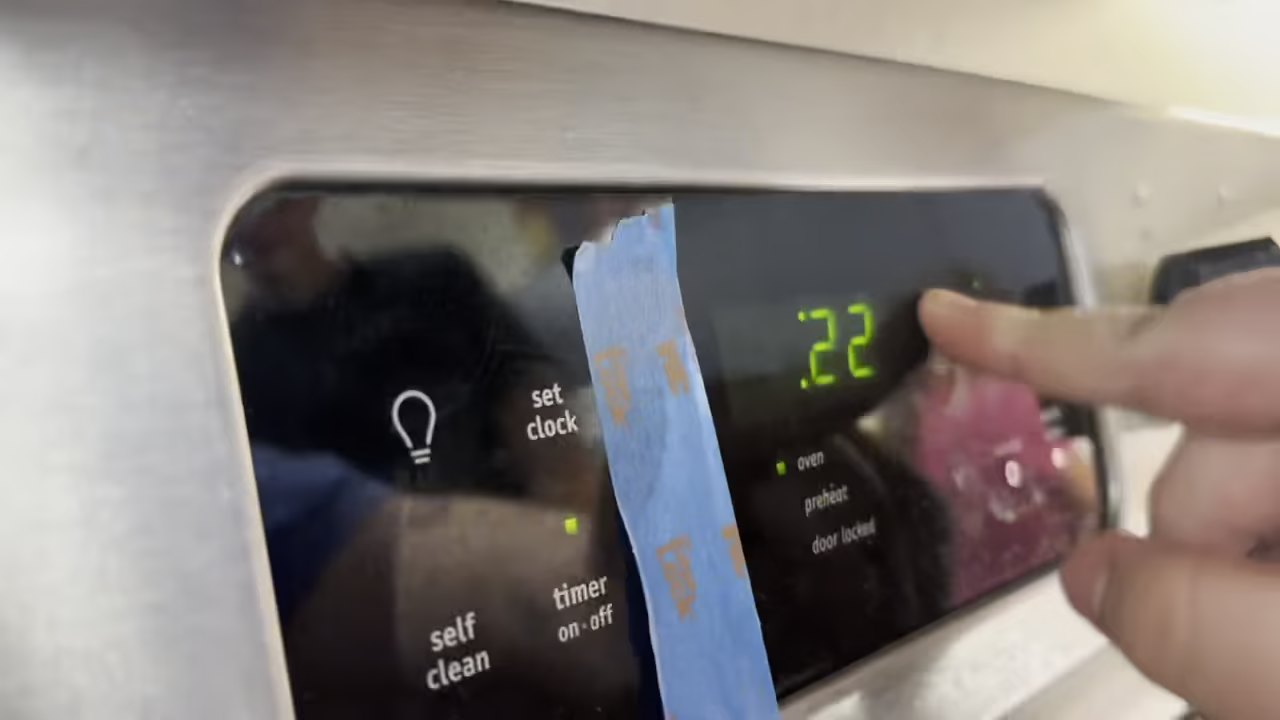 set
clock
:22
oven
preheat
door locked
timer
on·off
self
clean